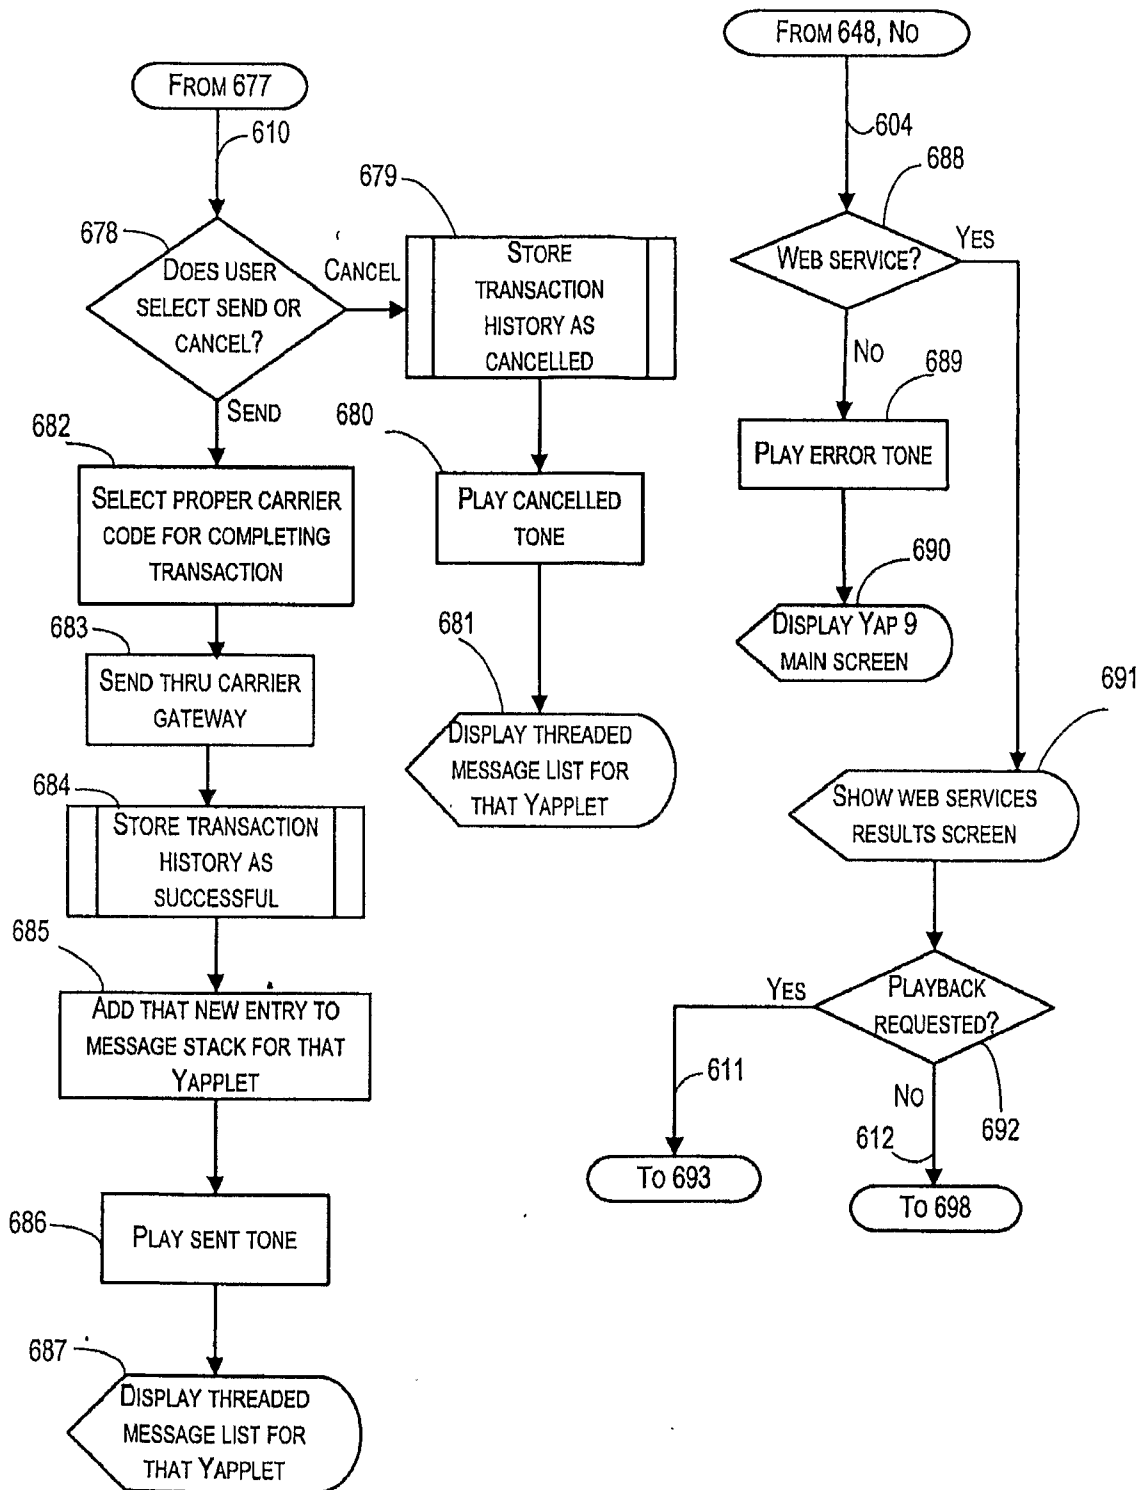 FROM 677
610
678
DOES USER
SELECT SEND OR
CANCEL?
CANCEL
SEND
679
STORE
TRANSACTION
HISTORY AS
CANCELLED
680
PLAY CANCELLED
TONE
681
DISPLAY THREADED
MESSAGE LIST FOR
THAT YAPPLET
682
SELECT PROPER CARRIER
CODE FOR COMPLETING
TRANSACTION
683
SEND THRU CARRIER
GATEWAY
684
STORE TRANSACTION
HISTORY AS
SUCCESSFUL
685
ADD THAT NEW ENTRY TO
MESSAGE STACK FOR THAT
YAPPLET
686
PLAY SENT TONE
687
DISPLAY THREADED
MESSAGE LIST FOR
THAT YAPPLET
FROM 648, NO
604
688
WEB SERVICE?
YES
NO
689
PLAY ERROR TONE
690
DISPLAY YAP 9
MAIN SCREEN
691
SHOW WEB SERVICES
RESULTS SCREEN
PLAYBACK
REQUESTED?
692
YES
611
TO 693
NO
612
TO 698